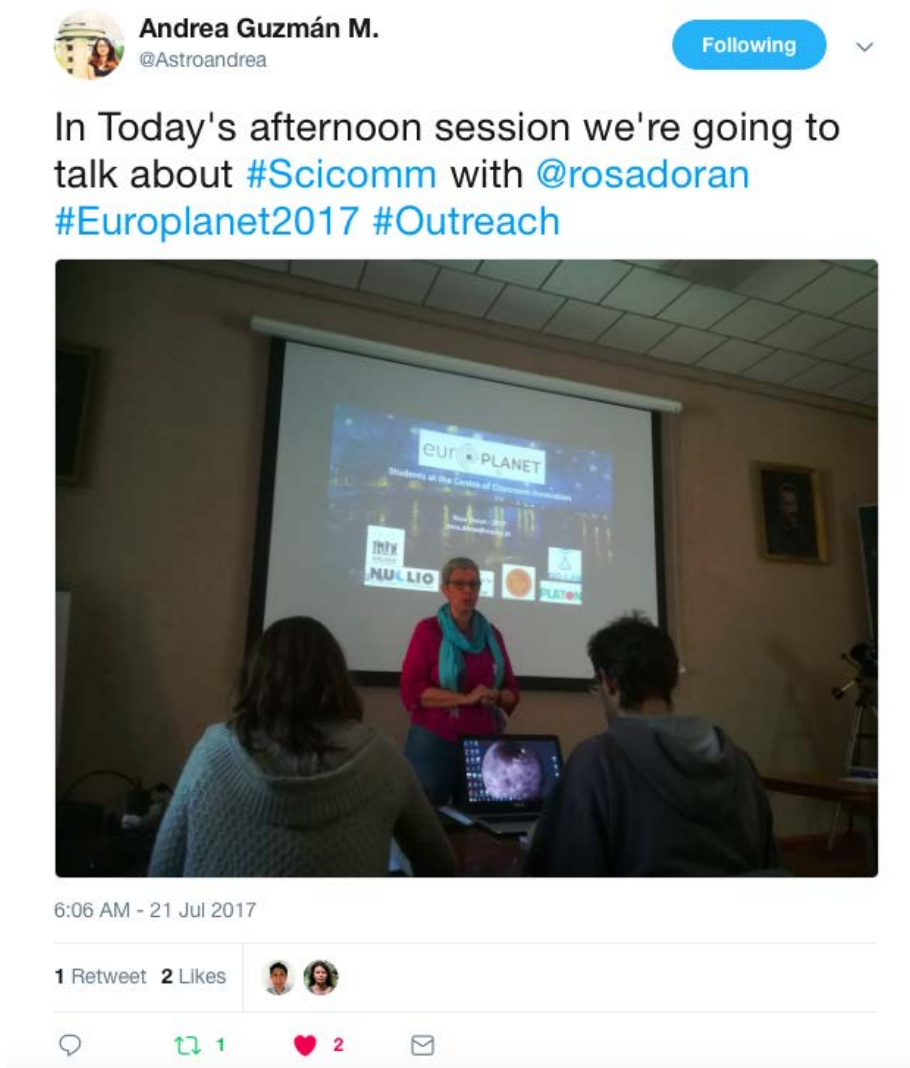 Andrea Guzmán M.
@Astroandrea
Following
In Today's afternoon session we're going to
talk about #Scicomm with @rosadoran
#Europlanet2017 #Outreach
eur PLANET
Students at the Centre of Classroom Innovation
NUCLIO
PLATON
6:06 AM - 21 Jul 2017
1 Retweet 2 Likes
1 2